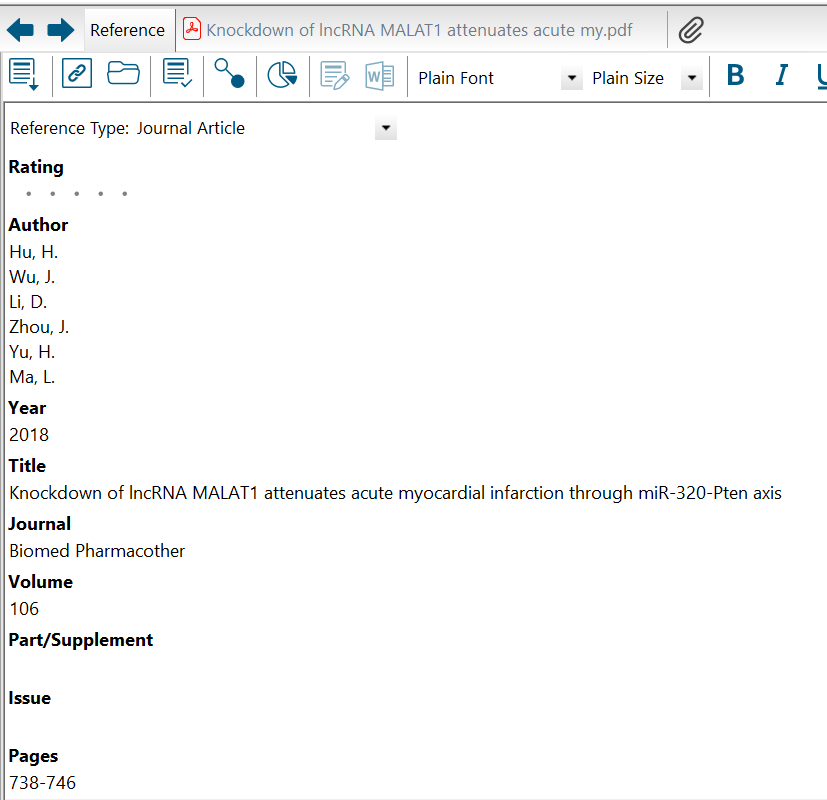 Reference Knockdown of lncRNA MALAT1 attenuates acute my.pdf
Plain Font Plain Size B I U
Reference Type: Journal Article
Rating
Author
Hu, H.
Wu, J.
Li, D.
Zhou, J.
Yu, H.
Ma, L.
Year
2018
Title
Knockdown of lncRNA MALAT1 attenuates acute myocardial infarction through miR-320-Pten axis
Journal
Biomed Pharmacother
Volume
106
Part/Supplement
Issue
Pages
738-746